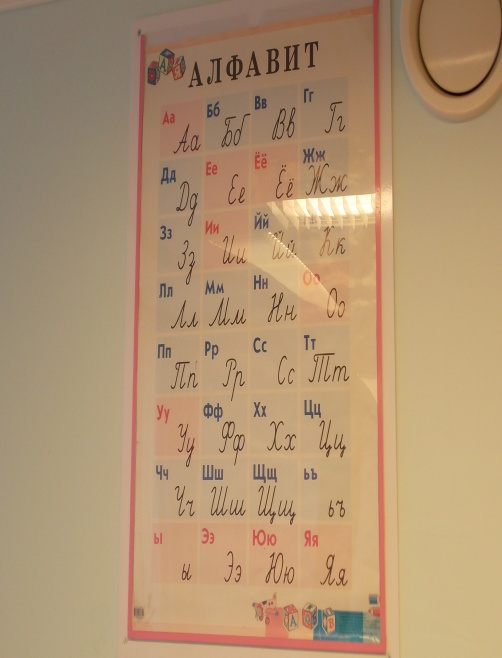 АЛФАВИТ
Аа Бб Вв Гг
Аа Бб Вв Гг
Дд Ее Ёё Жж
Дд Ее Ёё Жж
Зз Ии Йй
Зз Ии Йй Кк
Лл Мм Нн Оо
Лл Мм Нн Оо
Пп Рр Сс Тт
Пп Рр Сс Тт
Уу Фф Хх Цц
Уу Фф Хх Цц
Чч Шш Щщ ьъ
Чч Шш Щщ ьъ
ы Ээ Юю Яя
ы Ээ Юю Яя
А Б В